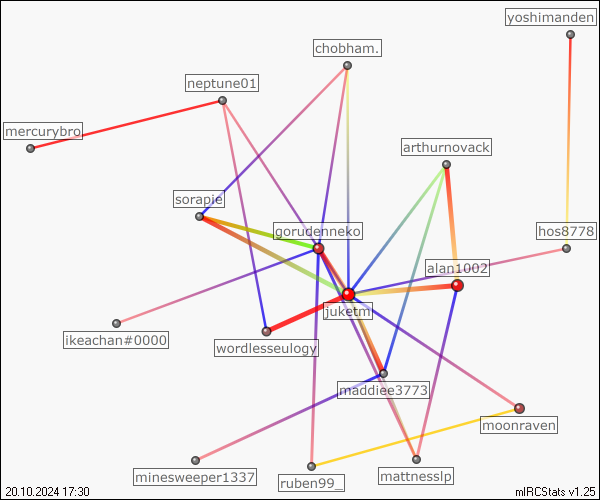 yoshimanden
chobham.
neptune01
mercurybro
arthurnovack
sorapie
gorudenneko
hos8778
alan1002
juketm
ikeachan#0000
wordlesseulogy
maddiee3773
moonraven
minesweeper1337
ruben99_
mattnesslp
20.10.2024 17:30
mIRCStats v1.25